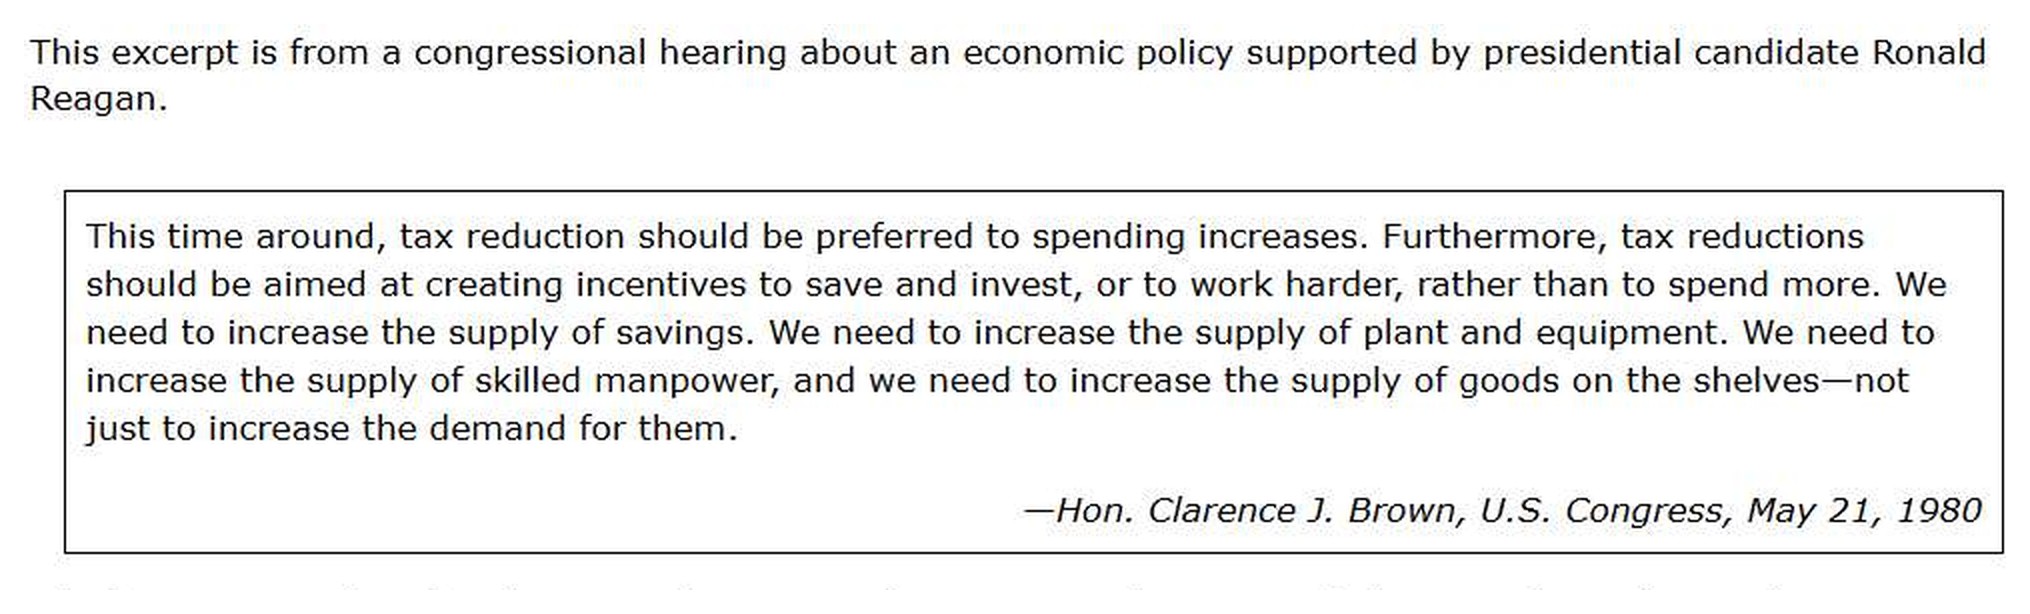 This excerpt is from a congressional hearing about an economic policy supported by presidential candidate Ronald
Reagan.
This time around, tax reduction should be preferred to spending increases. Furthermore, tax reductions
should be aimed at creating incentives to save and invest, or to work harder, rather than to spend more. We
need to increase the supply of savings. We need to increase the supply of plant and equipment. We need to
increase the supply of skilled manpower, and we need to increase the supply of goods on the shelves—not
just to increase the demand for them.
—Hon. Clarence J. Brown, U.S. Congress, May 21, 1980